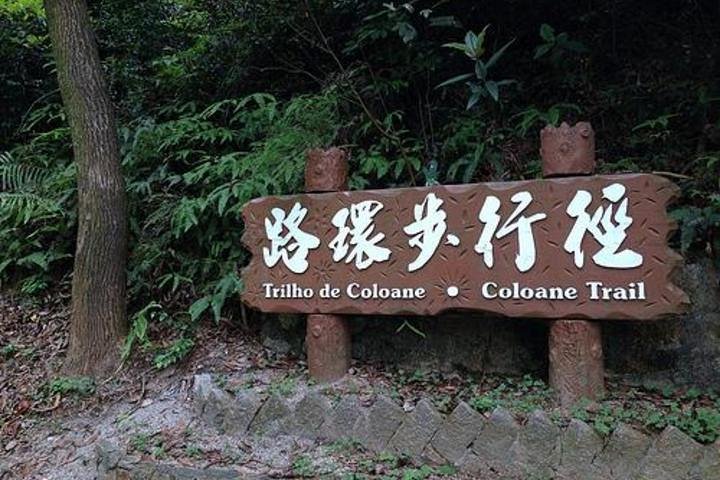 路環步行徑
Trilho de Coloane • Coloane Trail